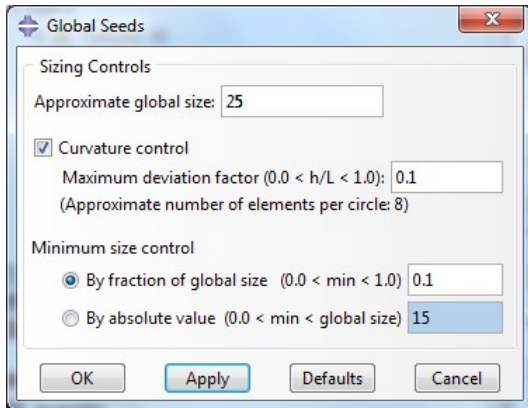 Global Seeds
Sizing Controls
Approximate global size: 25
Curvature control
Maximum deviation factor (0.0 < h/L < 1.0): 0.1
(Approximate number of elements per circle: 8)
Minimum size control
By fraction of global size (0.0 < min < 1.0) 0.1
By absolute value (0.0 < min < global size) 15
OK Apply Defaults Cancel